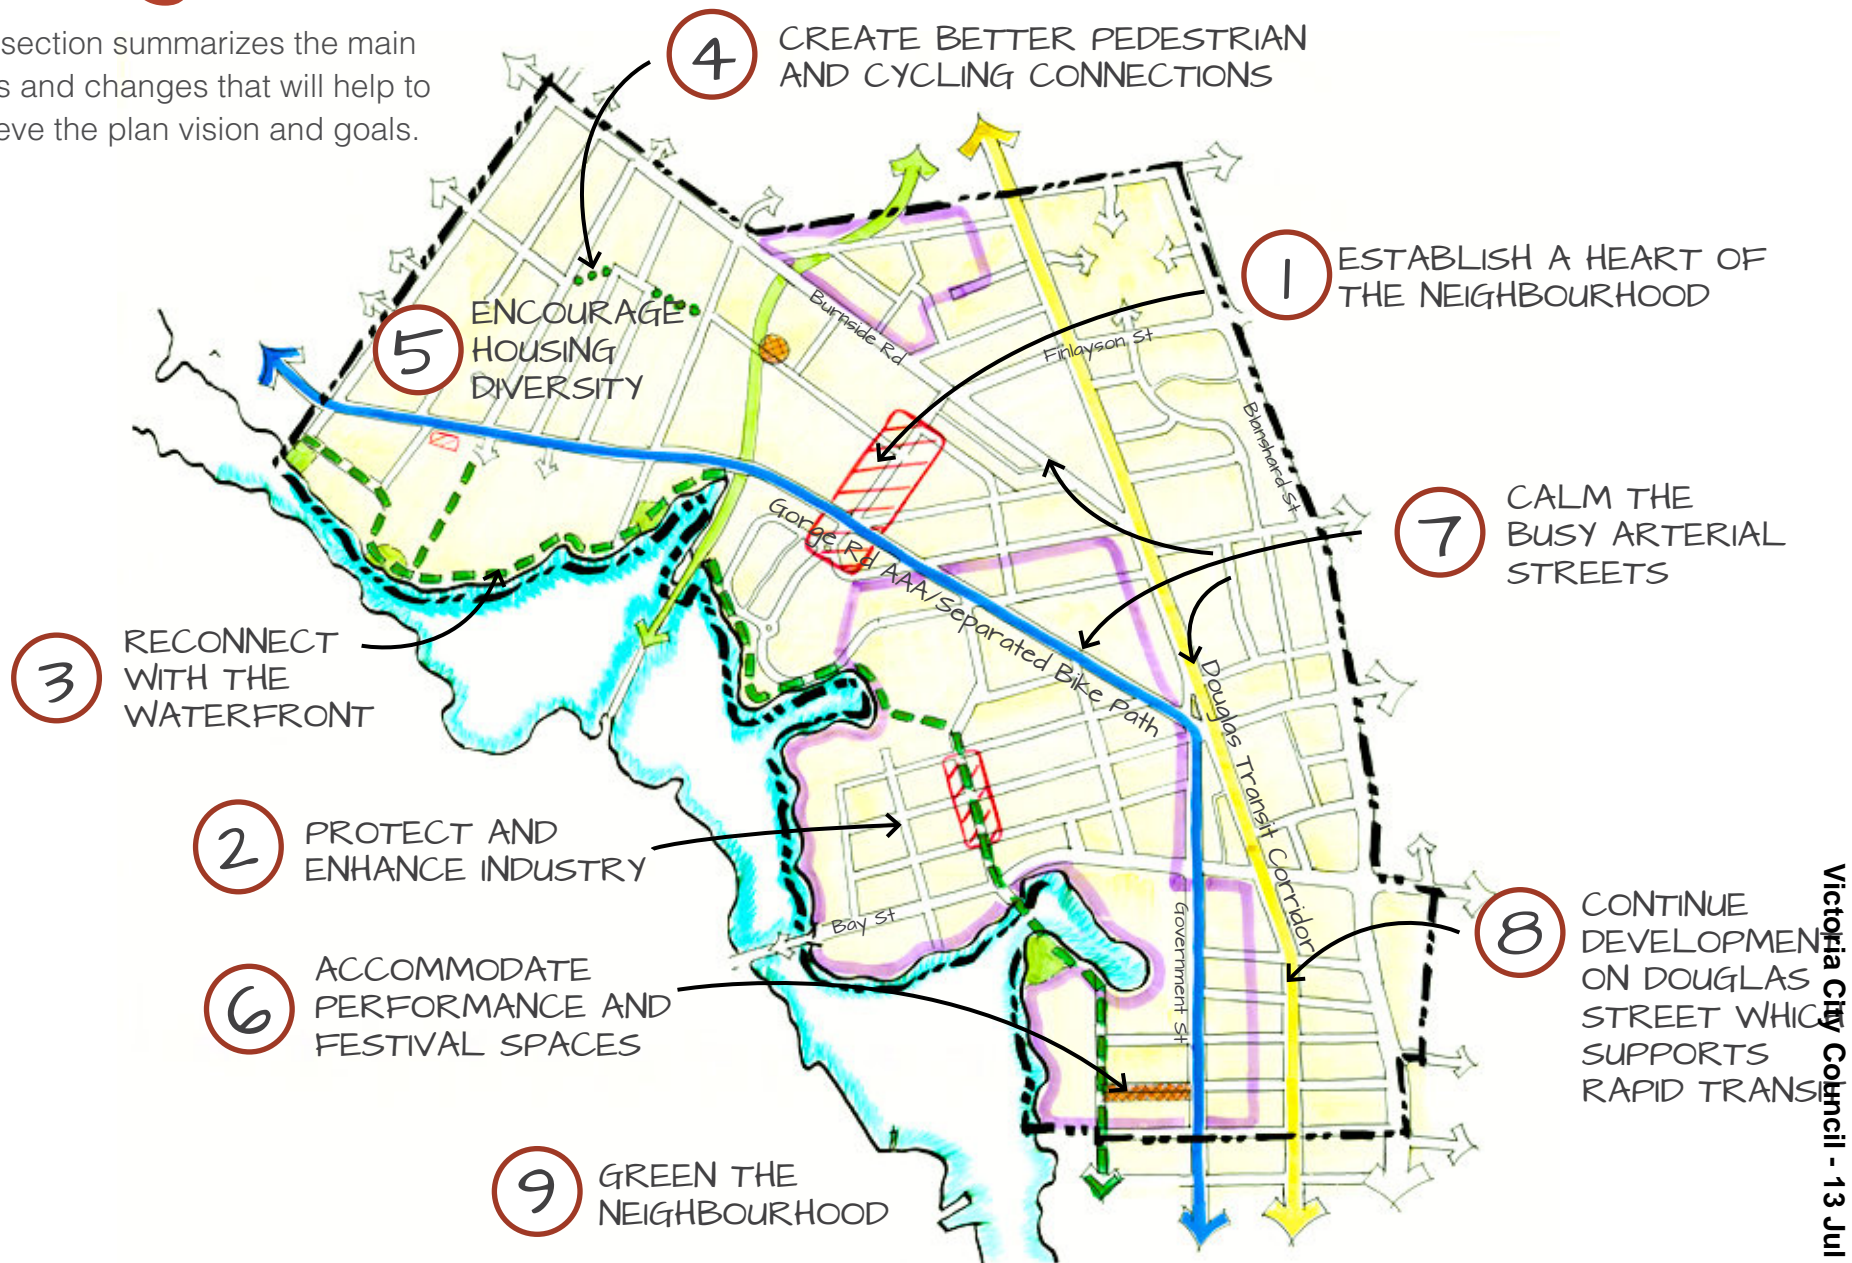 section summarizes the main
s and changes that will help to
eve the plan vision and goals.
4
CREATE BETTER PEDESTRIAN
AND CYCLING CONNECTIONS
1
ESTABLISH A HEART OF
THE NEIGHBOURHOOD
5
ENCOURAGE
HOUSING
DIVERSITY
Burnside Rd
Finlayson St
Blanshard St
7
CALM THE
BUSY ARTERIAL
STREETS
Gorge Rd AAA/Separated Bike Path
3
RECONNECT
WITH THE
WATERFRONT
Douglas Transit Corridor
2
PROTECT AND
ENHANCE INDUSTRY
Bay St
Government St
8
CONTINUE
DEVELOPMENT
ON DOUGLAS
STREET WHICH
SUPPORTS
RAPID TRANSIT
6
ACCOMMODATE
PERFORMANCE AND
FESTIVAL SPACES
9
GREEN THE
NEIGHBOURHOOD
Victoria City Council - 13 Jul